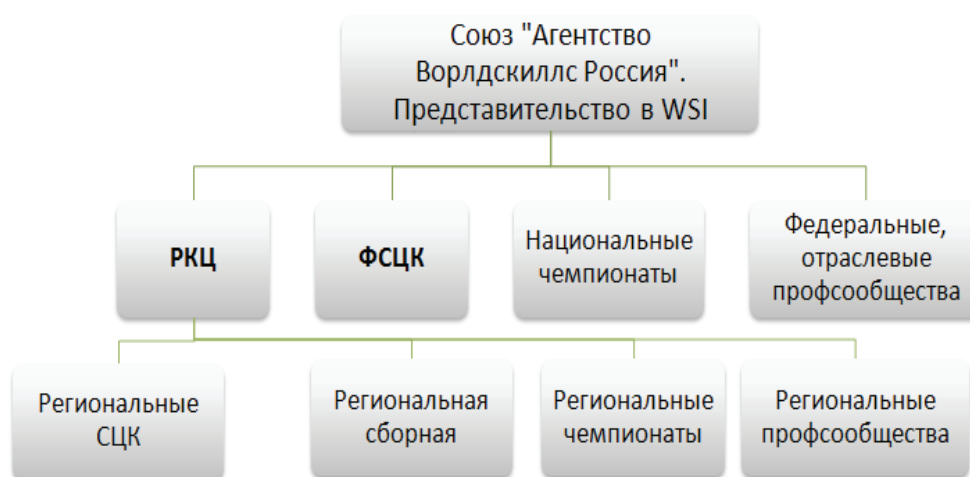 Союз "Агентство
Ворлдскиллс Россия".
Представительство в WSI
РКЦ
ФСЦК
Национальные
чемпионаты
Федеральные,
отраслевые
профсообщества
Региональные
СЦК
Региональная
сборная
Региональные
чемпионаты
Региональные
профсообщества